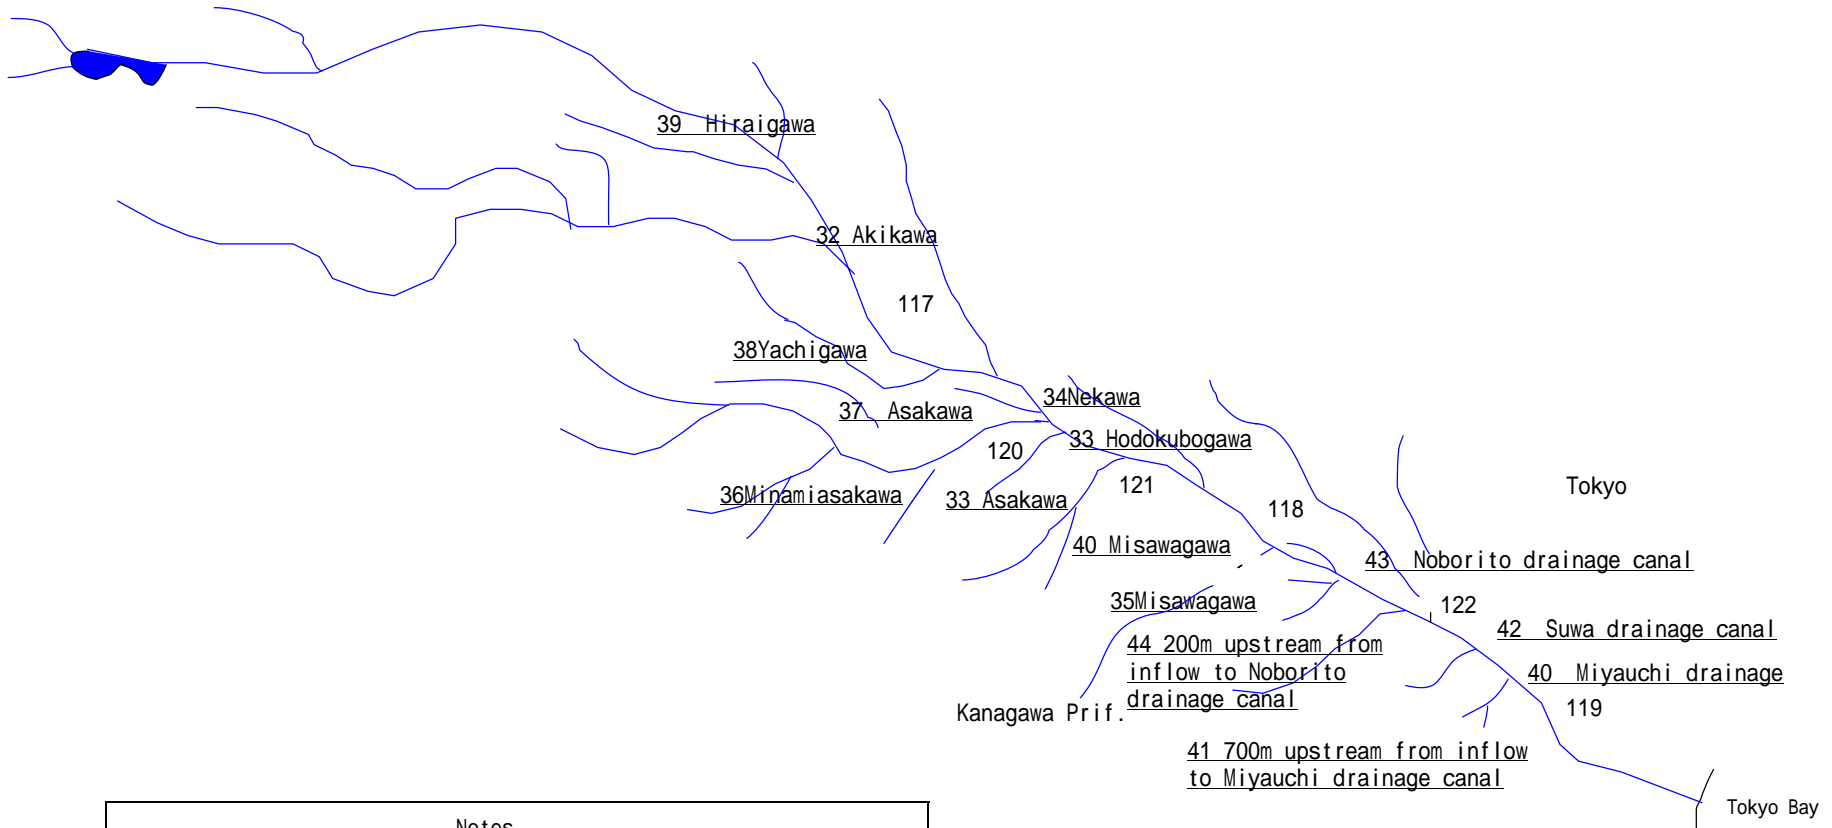 39  Hiraigawa
32 Akikawa
117
38Yachigawa
34Nekawa
37  Asakawa
33 Hodokubogawa
120
121
Tokyo
36Minamiasakawa
33 Asakawa
118
40 Misawagawa
43  Noborito drainage canal
35Misawagawa
122
42  Suwa drainage canal
44 200m upstream from
inflow to Noborito
drainage canal
40  Miyauchi drainage
119
Kanagawa Prif.
41 700m upstream from inflow
to Miyauchi drainage canal
Tokyo Bay
Notes